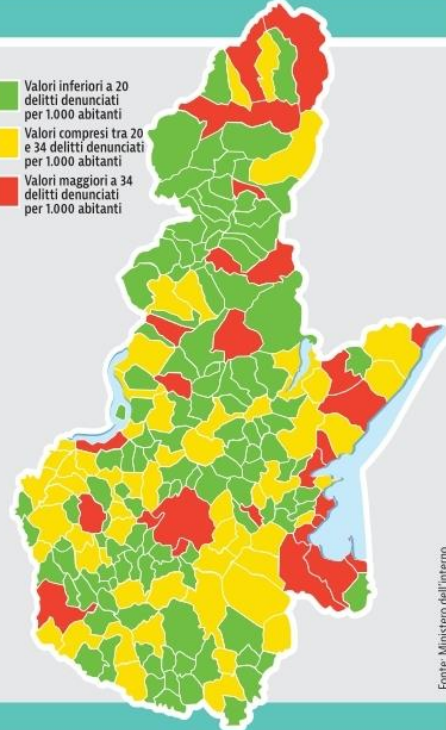 Valori inferiori a 20
delitti denunciati
per 1.000 abitanti
Valori compresi tra 20
e 34 delitti denunciati
per 1.000 abitanti
Valori maggiori a 34
delitti denunciati
per 1.000 abitanti
Fonte: Ministero dell'interno